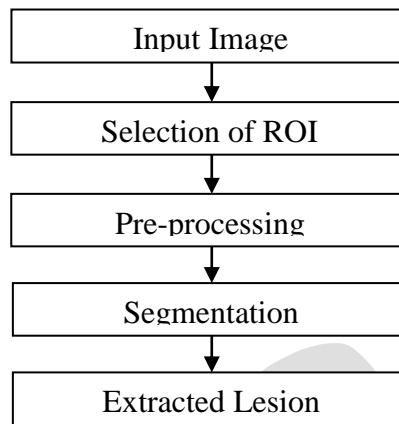 Input Image
Selection of ROI
Pre-processing
Segmentation
Extracted Lesion